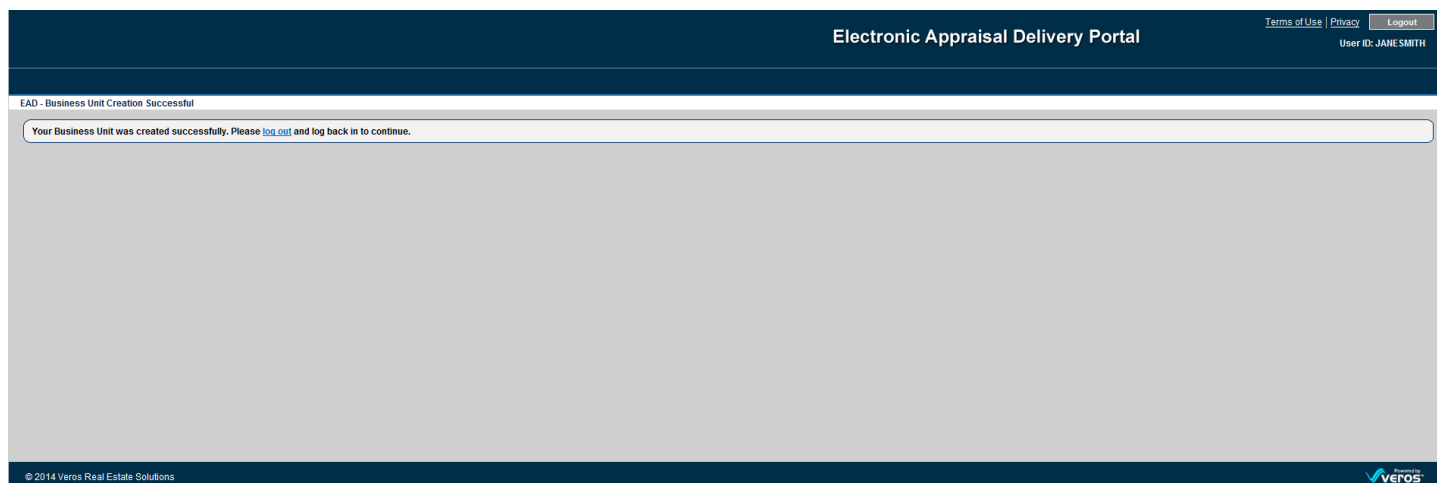 Terms of Use | Privacy Logout
Electronic Appraisal Delivery Portal
User ID: JANESMITH
EAD - Business Unit Creation Successful
Your Business Unit was created successfully. Please log out and log back in to continue.
© 2014 Veros Real Estate Solutions
Powered by
veros